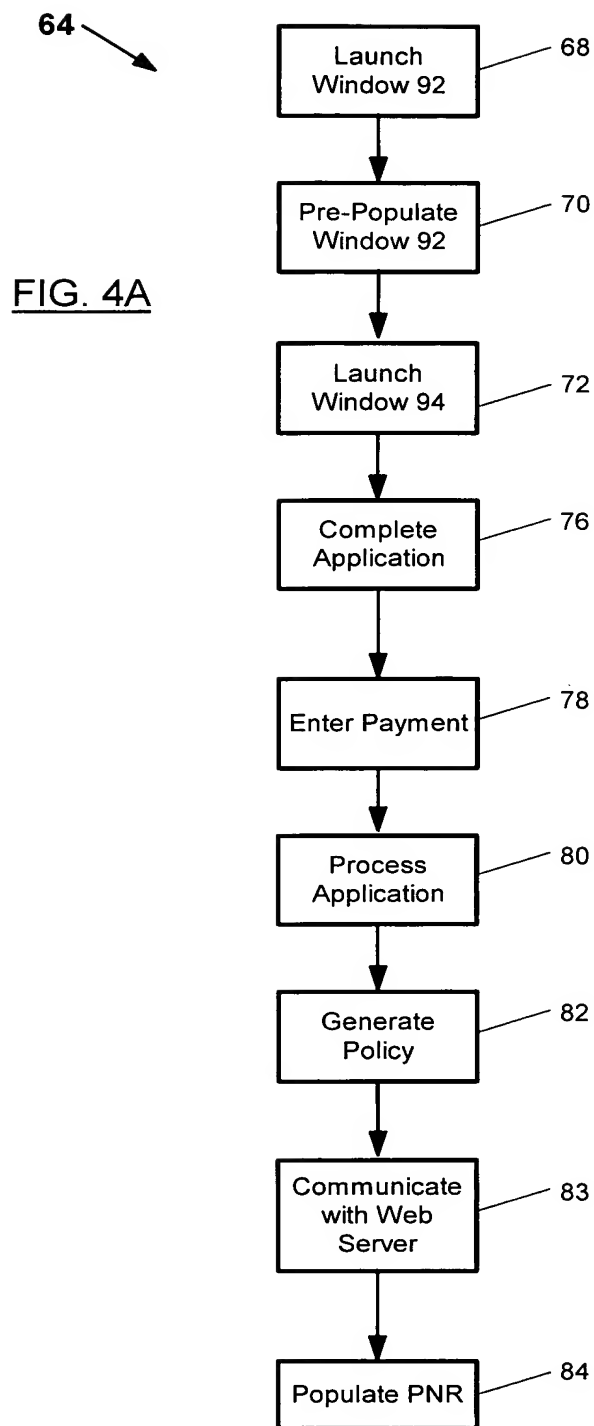 64
Launch
Window 92
68
Pre-Populate
Window 92
70
FIG. 4A
Launch
Window 94
72
Complete
Application
76
Enter Payment
78
Process
Application
80
Generate
Policy
82
Communicate
with Web
Server
83
Populate PNR
84